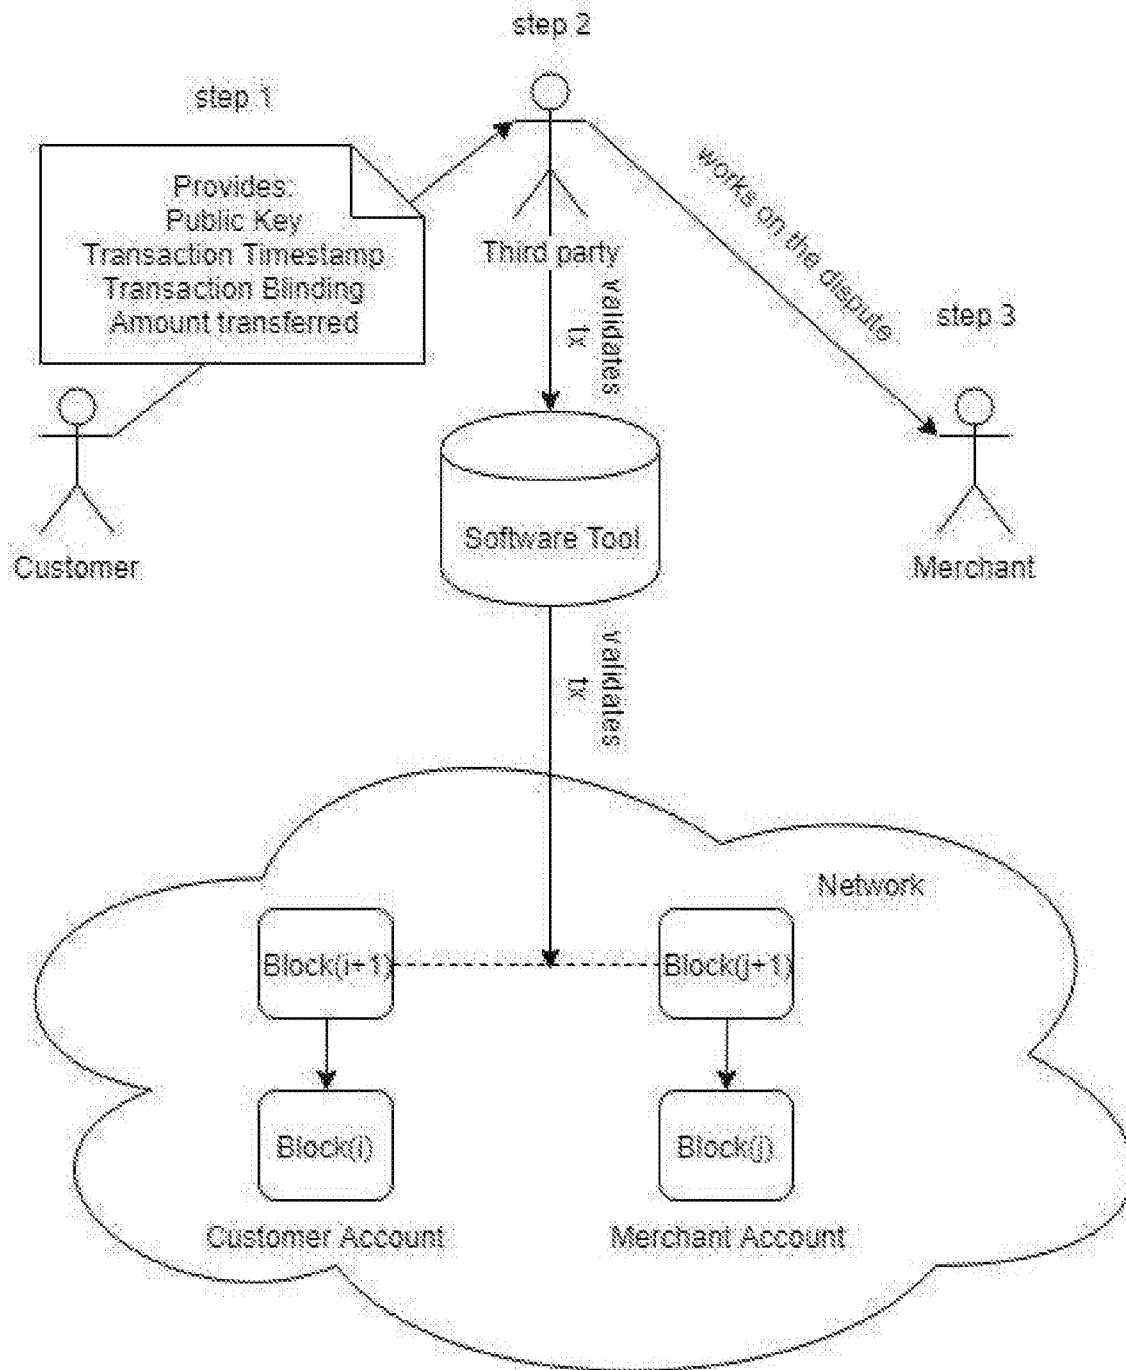 step 2
step 1
Provides:
Public Key
Transaction Timestamp
Transaction Blinding
Amount transferred
Third party
works on the dispute
validates
tx
step 3
Customer
Software Tool
Merchant
validates
tx
Network
Block(i+1)
Block(j+1)
Block(i)
Block(j)
Customer Account
Merchant Account